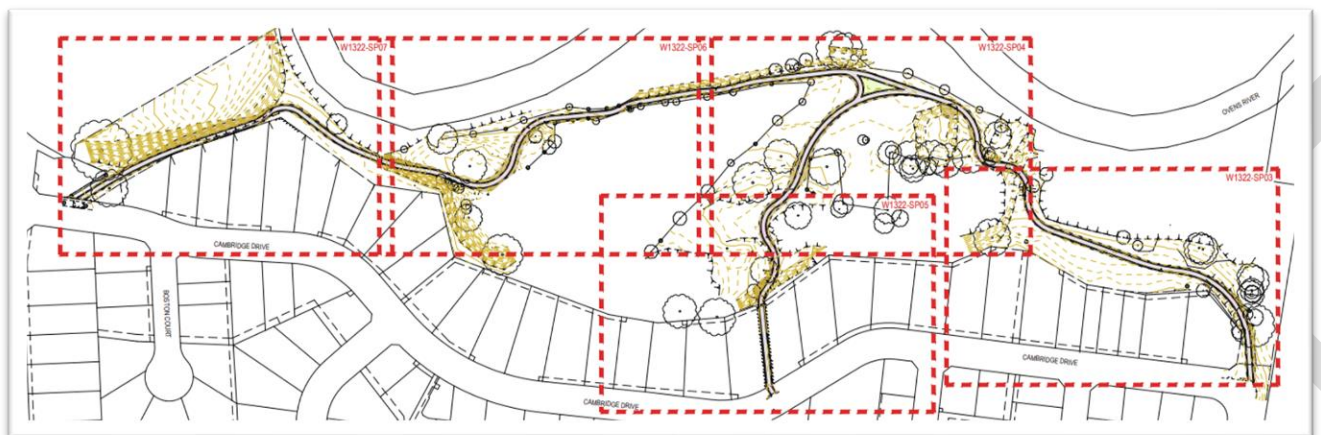 W1322-SP07
W1322-SP06
W1322-SP04
OVENS RIVER
W1322-SP03
W1322-SP05
CAMBRIDGE DRIVE
BOSTON COURT
CAMBRIDGE DRIVE
CAMBRIDGE DRIVE